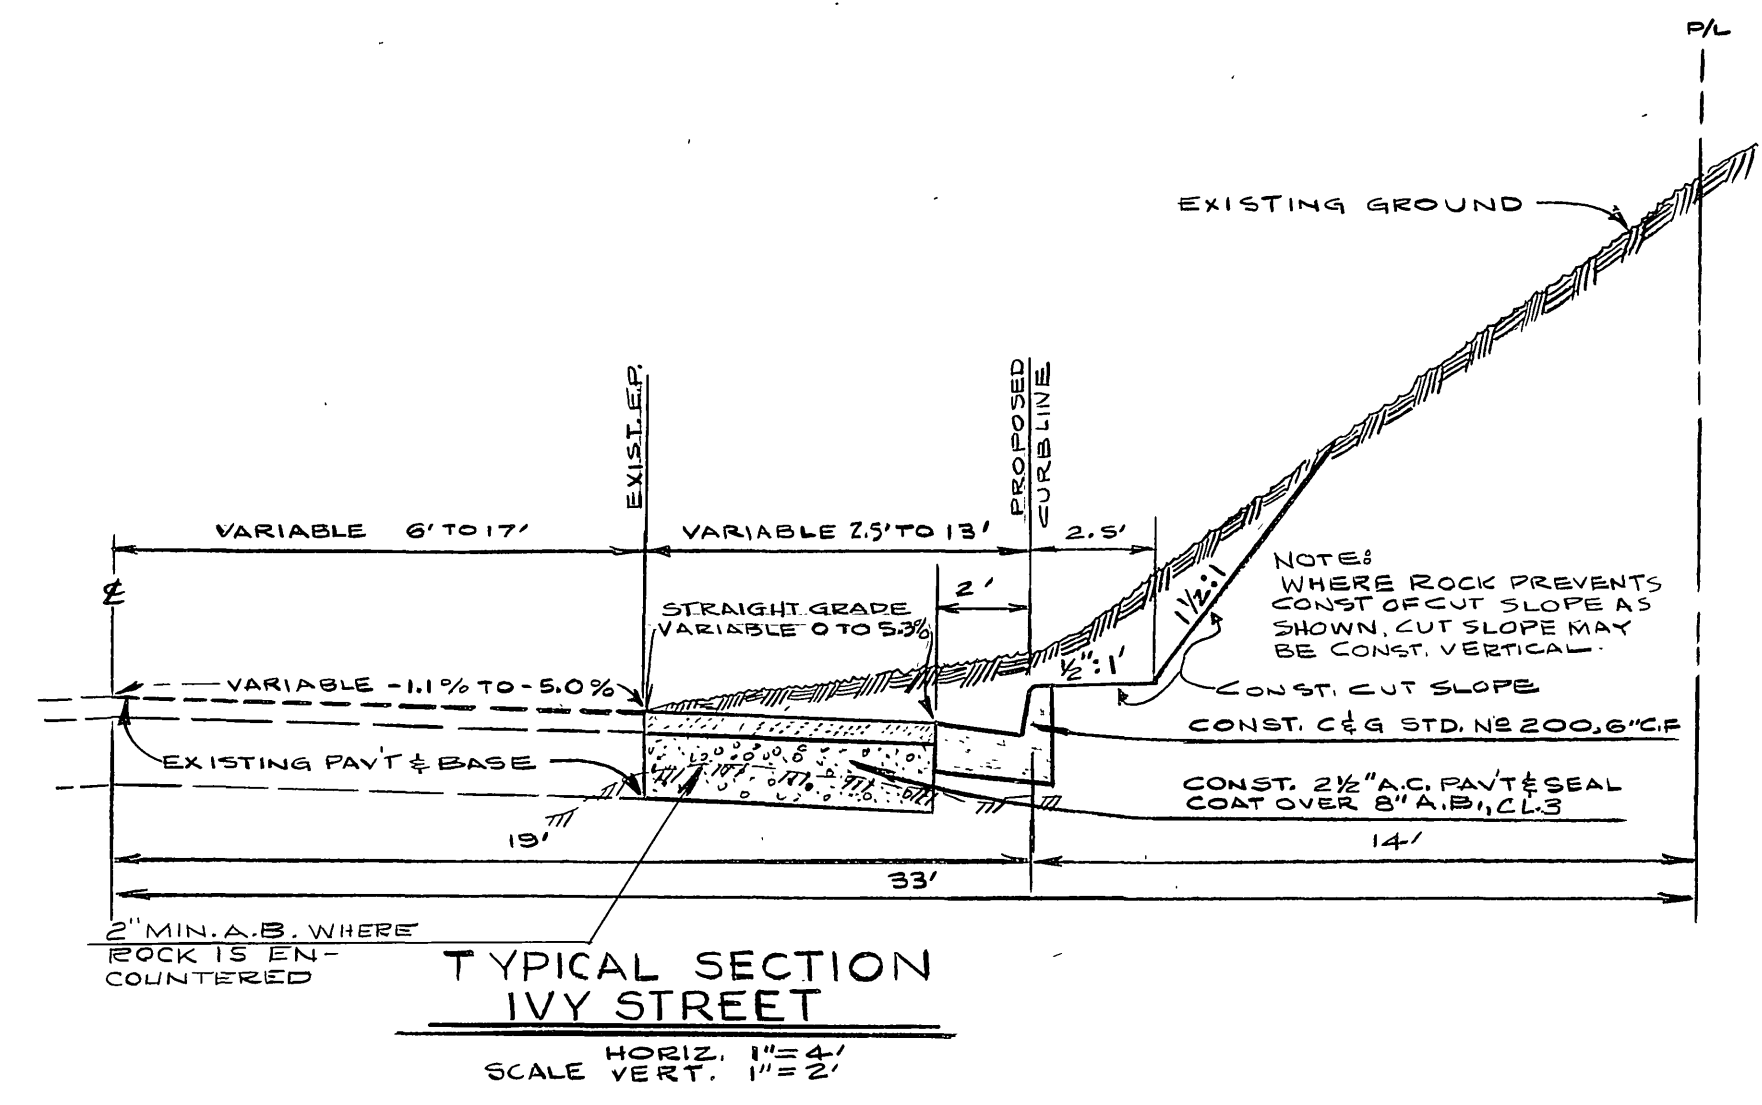 P/L
EXISTING GROUND
EXIST. E.P.
PROPOSED
CURBLINE
VARIABLE 6' TO 17'
VARIABLE 2.5' TO 13'
2.5'
℄
2'
STRAIGHT GRADE
VARIABLE 0 TO 5.3%
1½:1
NOTE:
WHERE ROCK PREVENTS
CONST OF CUT SLOPE AS
SHOWN, CUT SLOPE MAY
BE CONST. VERTICAL.
½":1'
VARIABLE -1.1% TO -5.0%
CONST. CUT SLOPE
CONST. C&G STD. Nº 200, 6" C.F
EXISTING PAV'T & BASE
CONST. 2½" A.C. PAV'T & SEAL
COAT OVER 8" A.B., CL.3
19'
14'
33'
2" MIN. A.B. WHERE
ROCK IS EN-
COUNTERED
TYPICAL SECTION
IVY STREET
HORIZ. 1"=4'
SCALE VERT. 1"=2'